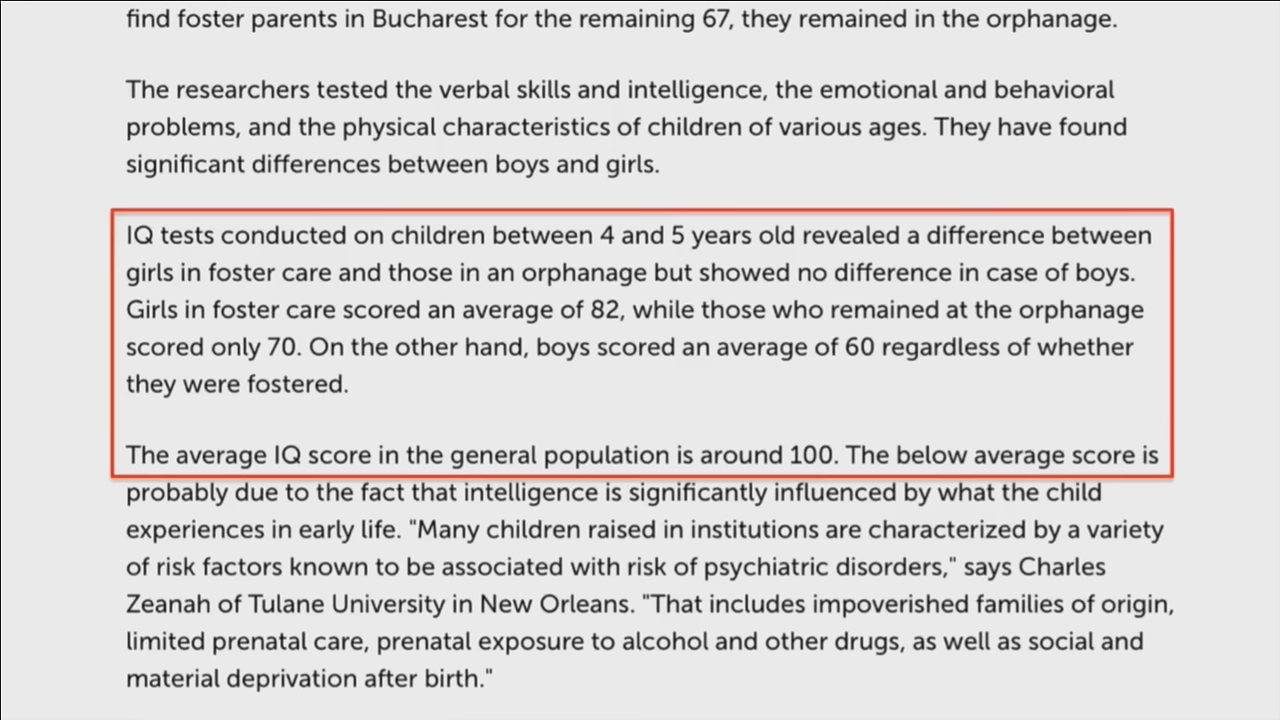 find foster parents in Bucharest for the remaining 67, they remained in the orphanage.
The researchers tested the verbal skills and intelligence, the emotional and behavioral
problems, and the physical characteristics of children of various ages. They have found
significant differences between boys and girls.
IQ tests conducted on children between 4 and 5 years old revealed a difference between
girls in foster care and those in an orphanage but showed no difference in case of boys.
Girls in foster care scored an average of 82, while those who remained at the orphanage
scored only 70. On the other hand, boys scored an average of 60 regardless of whether
they were fostered.
The average IQ score in the general population is around 100. The below average score is
probably due to the fact that intelligence is significantly influenced by what the child
experiences in early life. "Many children raised in institutions are characterized by a variety
of risk factors known to be associated with risk of psychiatric disorders," says Charles
Zeanah of Tulane University in New Orleans. "That includes impoverished families of origin,
limited prenatal care, prenatal exposure to alcohol and other drugs, as well as social and
material deprivation after birth."